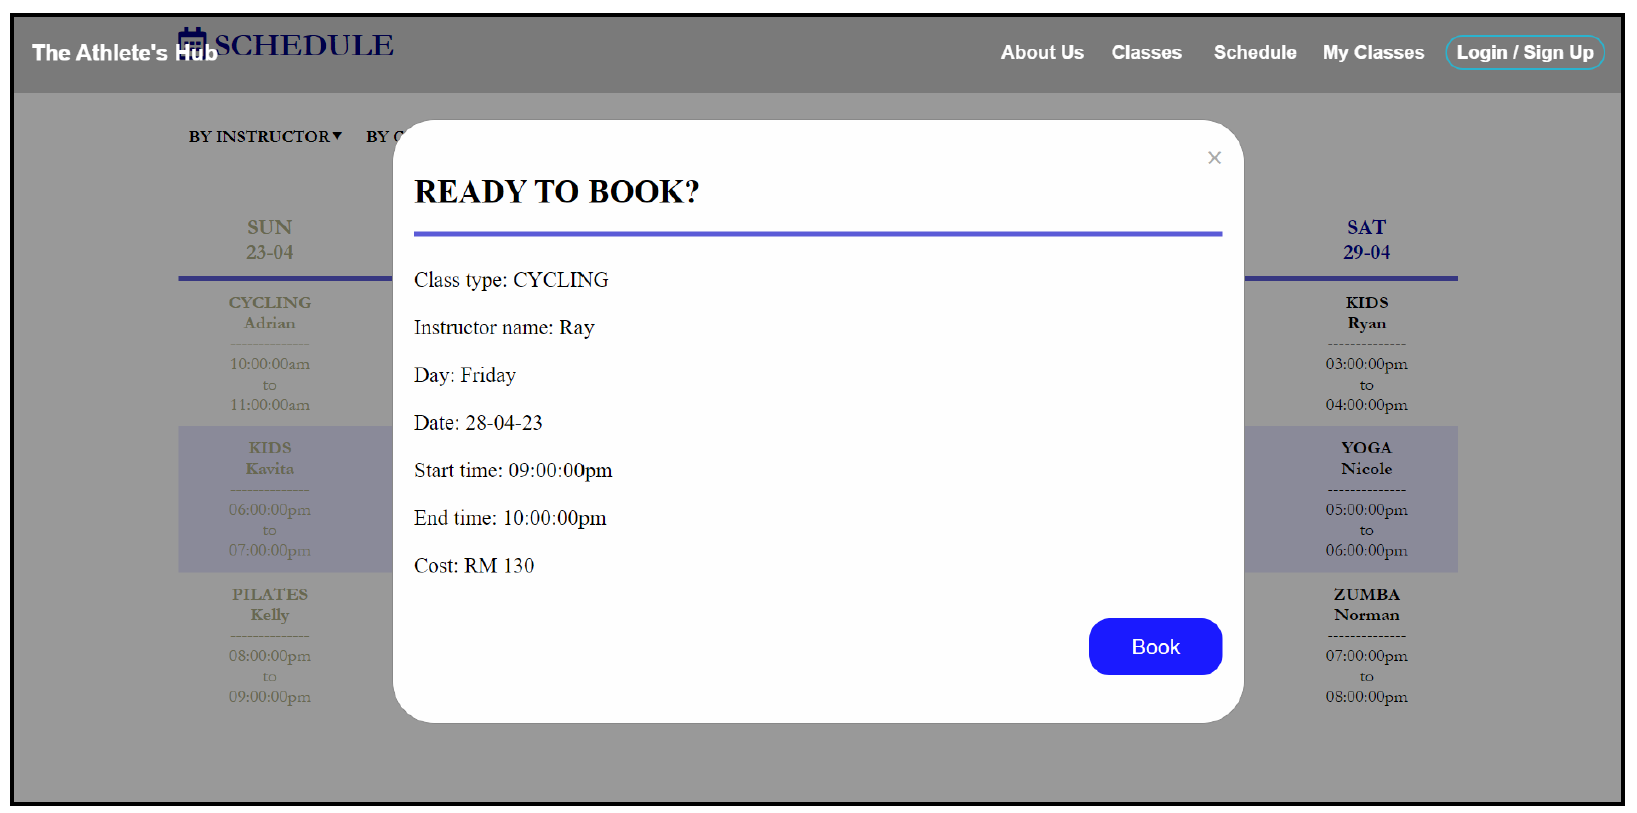 The Athlete's Hub
SCHEDULE
About Us Classes Schedule My Classes Login / Sign Up
BY INSTRUCTOR▼ BY
×
READY TO BOOK?
Class type: CYCLING
Instructor name: Ray
Day: Friday
Date: 28-04-23
Start time: 09:00:00pm
End time: 10:00:00pm
Cost: RM 130
Book
SUN
23-04
CYCLING
Adrian
--------------
10:00:00am
to
11:00:00am
KIDS
Kavita
--------------
06:00:00pm
to
07:00:00pm
PILATES
Kelly
--------------
08:00:00pm
to
09:00:00pm
SAT
29-04
KIDS
Ryan
--------------
03:00:00pm
to
04:00:00pm
YOGA
Nicole
--------------
05:00:00pm
to
06:00:00pm
ZUMBA
Norman
--------------
07:00:00pm
to
08:00:00pm